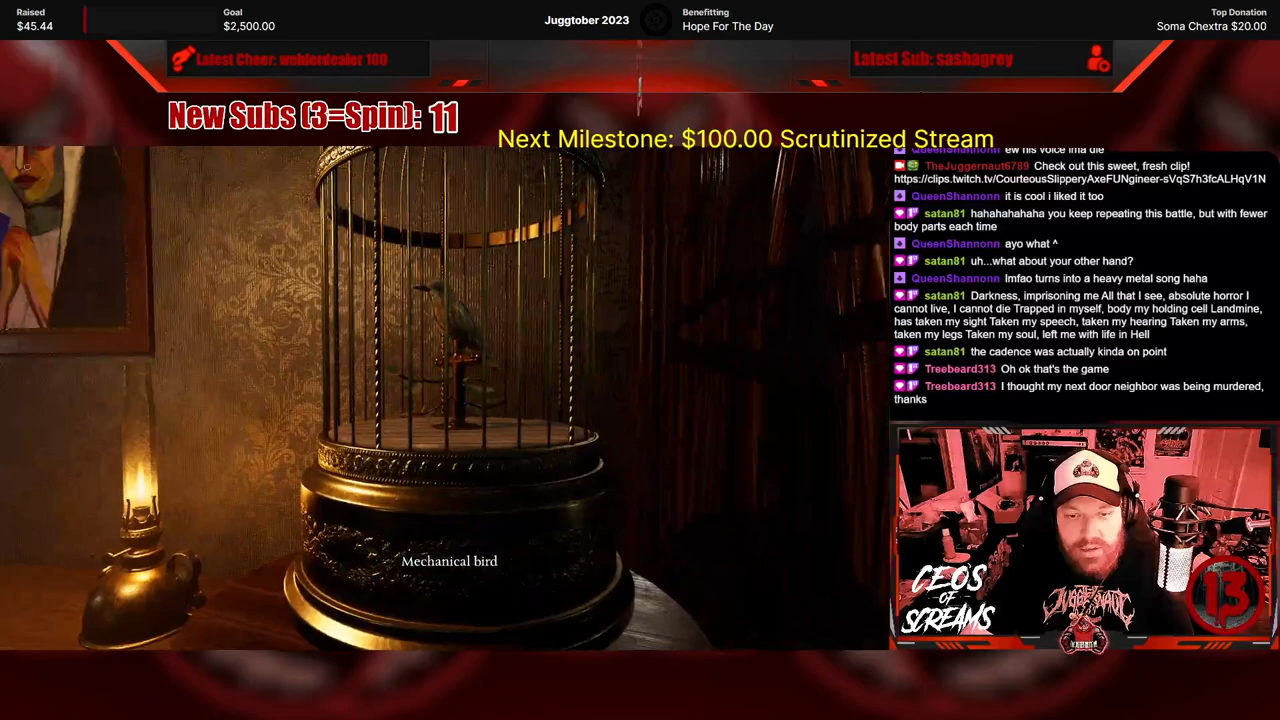 Raised
$45.44
Goal
$2,500.00
Juggtober 2023
Benefitting
Hope For The Day
Top Donation
Soma Chextra $20.00
Latest Cheer: weblerdealer 100
Latest Sub: sashagrey
New Subs (3=Spin): 11
Next Milestone: $100.00 Scrutinized Stream
QueenShannonn ew his voice ima die
TheJuggernaut6789 Check out this sweet, fresh clip!
https://clips.twitch.tv/CourteousSlipperyAxeFUNgineer-sVqS7h3fcALHqV1N
QueenShannonn it is cool i liked it too
satan81 hahahahahaha you keep repeating this battle, but with fewer
body parts each time
QueenShannonn ayo what ^
satan81 uh...what about your other hand?
QueenShannonn lmfao turns into a heavy metal song haha
satan81 Darkness, imprisoning me All that I see, absolute horror I
cannot live, I cannot die Trapped in myself, body my holding cell Landmine,
has taken my sight Taken my speech, taken my hearing Taken my arms,
taken my legs Taken my soul, left me with life in Hell
satan81 the cadence was actually kinda on point
Treebeard313 Oh ok that's the game
Treebeard313 I thought my next door neighbor was being murdered,
thanks
Mechanical bird
CEOS
OF
SCREAMS
JUGGERNAUT
13